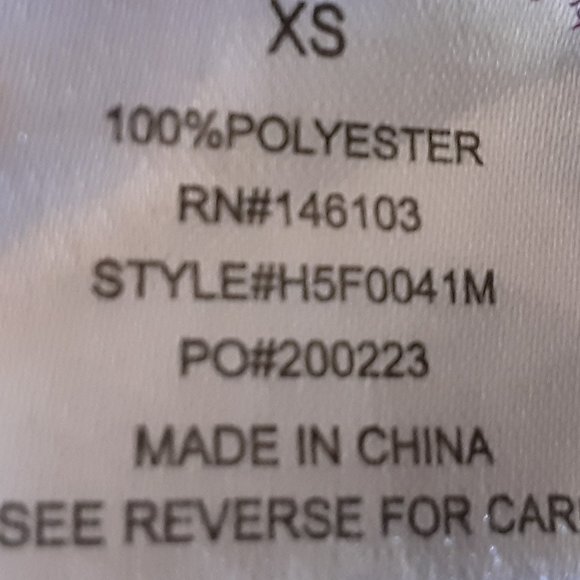 XS
100%POLYESTER
RN#146103
STYLE#H5F0041M
PO#200223
MADE IN CHINA
SEE REVERSE FOR